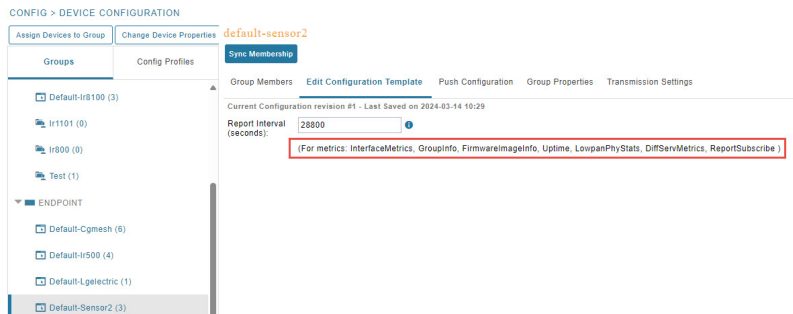 CONFIG > DEVICE CONFIGURATION
Assign Devices to Group
Change Device Properties
default-sensor2
Sync Membership
Groups
Config Profiles
Group Members
Edit Configuration Template
Push Configuration
Group Properties
Transmission Settings
Default-Ir8100 (3)
Ir1101 (0)
Ir800 (0)
Test (1)
ENDPOINT
Default-Cgmesh (6)
Default-Ir500 (4)
Default-Lgelectric (1)
Default-Sensor2 (3)
Current Configuration revision #1 - Last Saved on 2024-03-14 10:29
Report Interval
(seconds):
28800
(For metrics: InterfaceMetrics, GroupInfo, FirmwareImageInfo, Uptime, LowpanPhyStats, DiffServMetrics, ReportSubscribe )